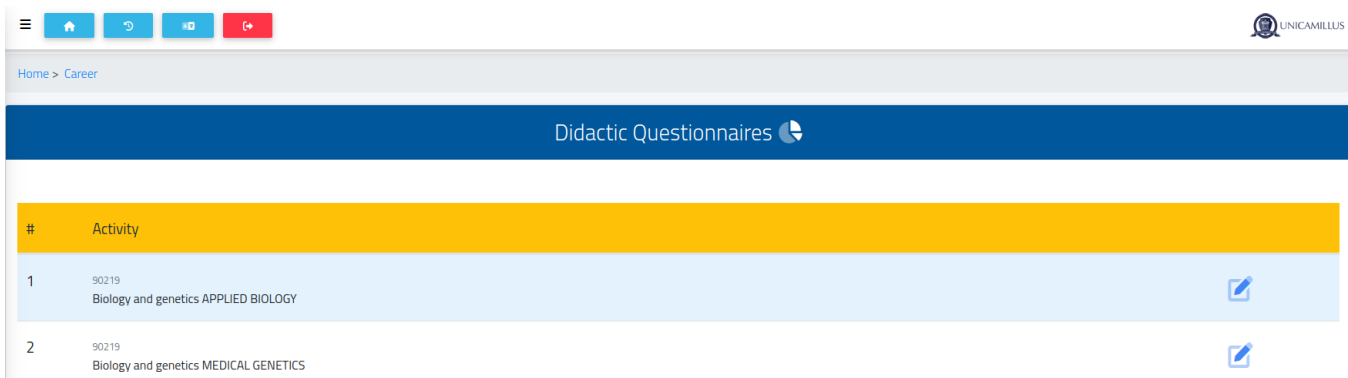 UNICAMILLUS
Home > Career
Didactic Questionnaires
# Activity
1 90219
Biology and genetics APPLIED BIOLOGY
2 90219
Biology and genetics MEDICAL GENETICS